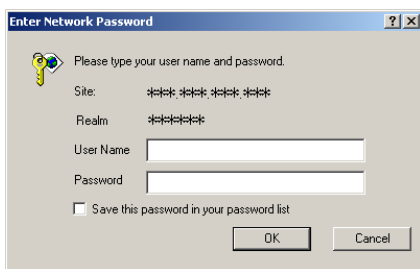 Enter Network Password
Please type your user name and password.
Site: ***.***.***.***
Realm ******
User Name
Password
Save this password in your password list
OK Cancel